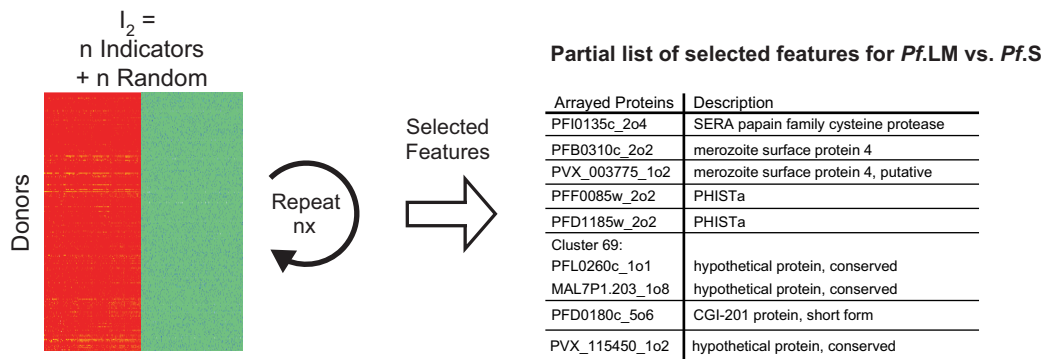 I2 =
n Indicators
+ n Random
Donors
Repeat
nx
Selected
Features
Partial list of selected features for Pf.LM vs. Pf.S
Arrayed Proteins Description
PFI0135c_2o4 SERA papain family cysteine protease
PFB0310c_2o2 merozoite surface protein 4
PVX_003775_1o2 merozoite surface protein 4, putative
PFF0085w_2o2 PHISTa
PFD1185w_2o2 PHISTa
Cluster 69:
PFL0260c_1o1 hypothetical protein, conserved
MAL7P1.203_1o8 hypothetical protein, conserved
PFD0180c_5o6 CGI-201 protein, short form
PVX_115450_1o2 hypothetical protein, conserved